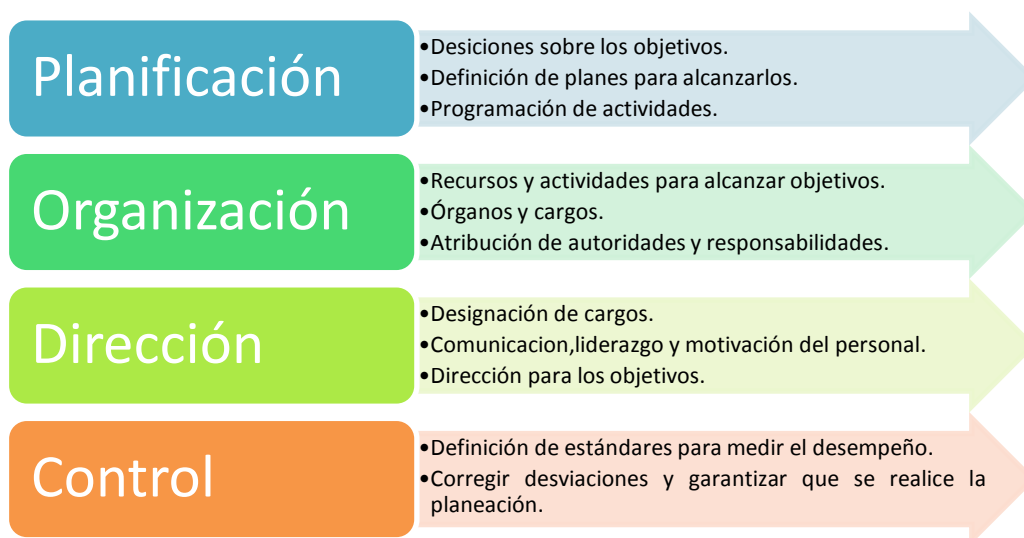 Planificación
•Desiciones sobre los objetivos.
•Definición de planes para alcanzarlos.
•Programación de actividades.
Organización
•Recursos y actividades para alcanzar objetivos.
•Órganos y cargos.
•Atribución de autoridades y responsabilidades.
Dirección
•Designación de cargos.
•Comunicacion,liderazgo y motivación del personal.
•Dirección para los objetivos.
Control
•Definición de estándares para medir el desempeño.
•Corregir desviaciones y garantizar que se realice la
planeación.